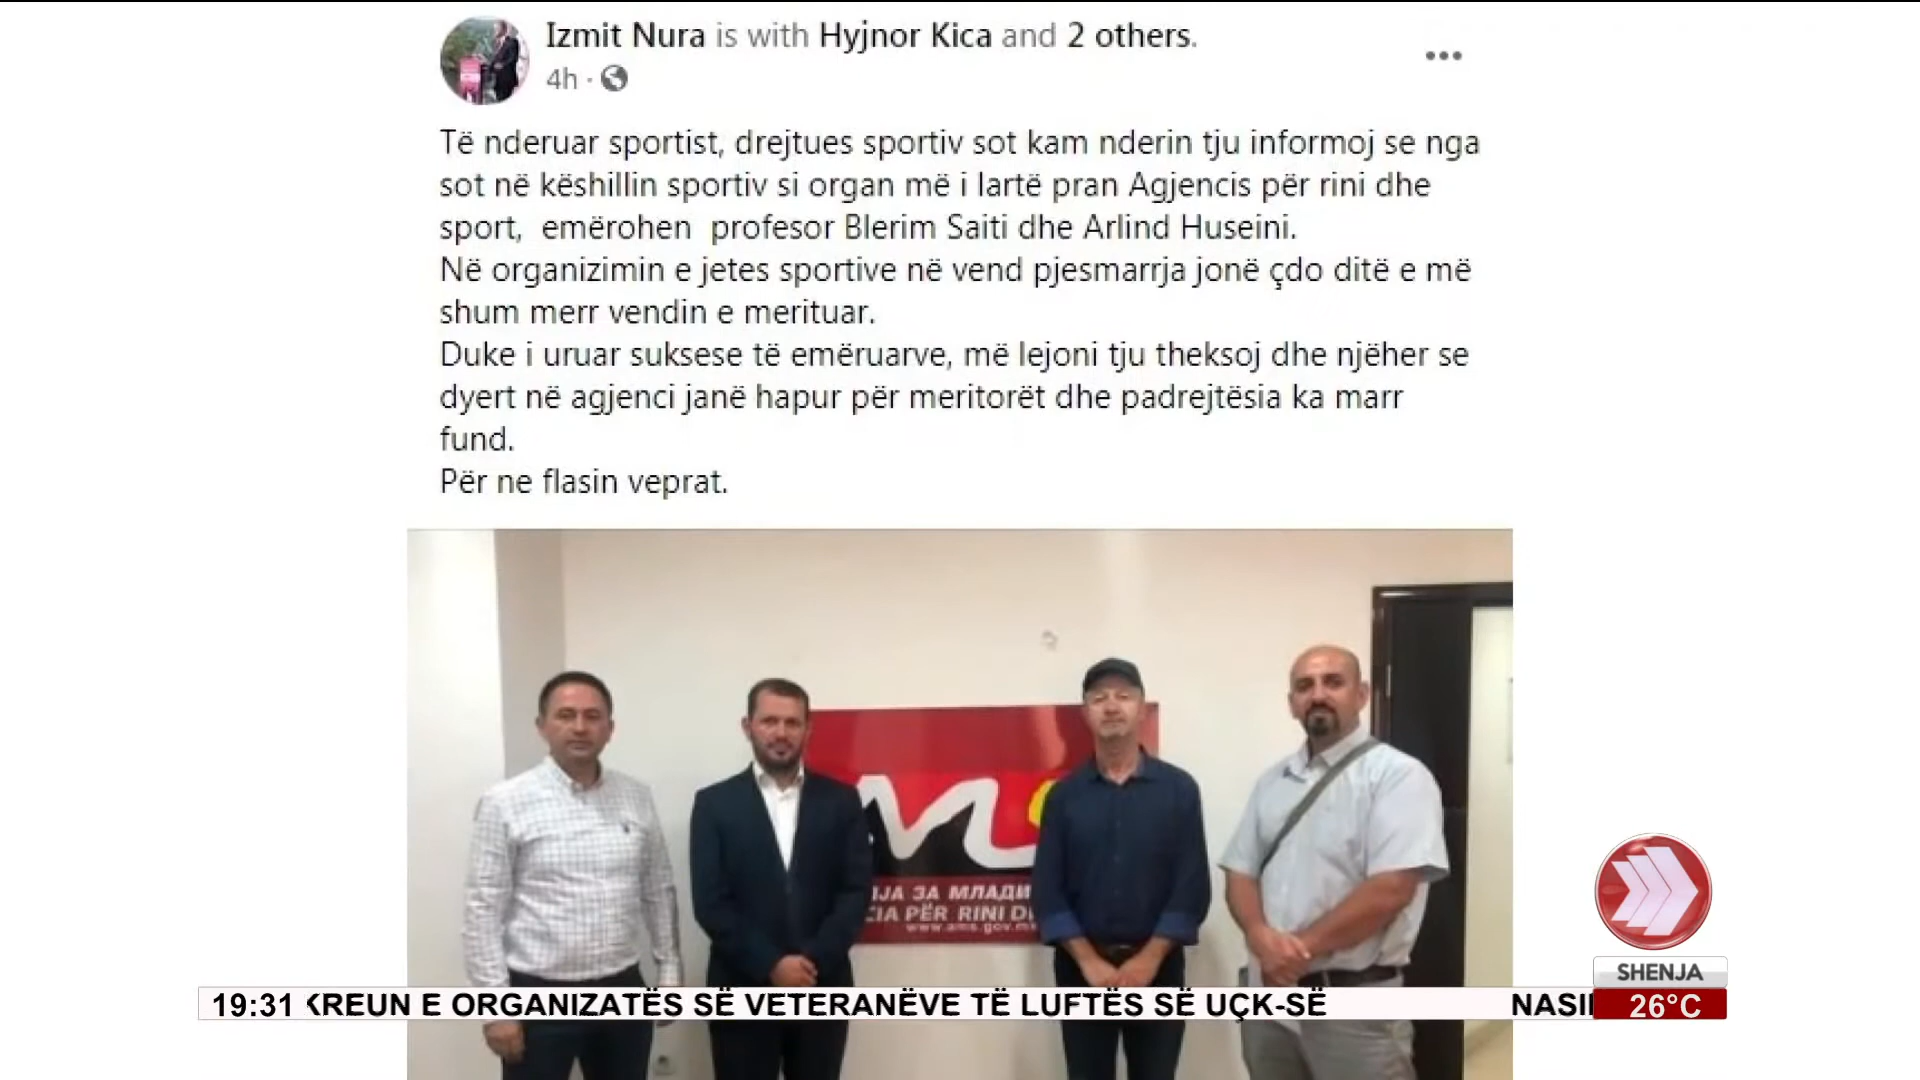 Izmit Nura is with Hyjnor Kica and 2 others.
4h ·
Të nderuar sportist, drejtues sportiv sot kam nderin tju informoj se nga
sot në këshillin sportiv si organ më i lartë pran Agjencis për rini dhe
sport, emërohen profesor Blerim Saiti dhe Arlind Huseini.
Në organizimin e jetes sportive në vend pjesmarrja jonë çdo ditë e më
shum merr vendin e merituar.
Duke i uruar suksese të emëruarve, më lejoni tju theksoj dhe njëher se
dyert në agjenci janë hapur për meritorët dhe padrejtësia ka marr
fund.
Për ne flasin veprat.
ЈА ЗА МЛАДИ
CIA PËR RINI D
www.ams.gov.m
SHENJA
19:31 KREUN E ORGANIZATËS SË VETERANËVE TË LUFTËS SË UÇK-SË NASI
26°C